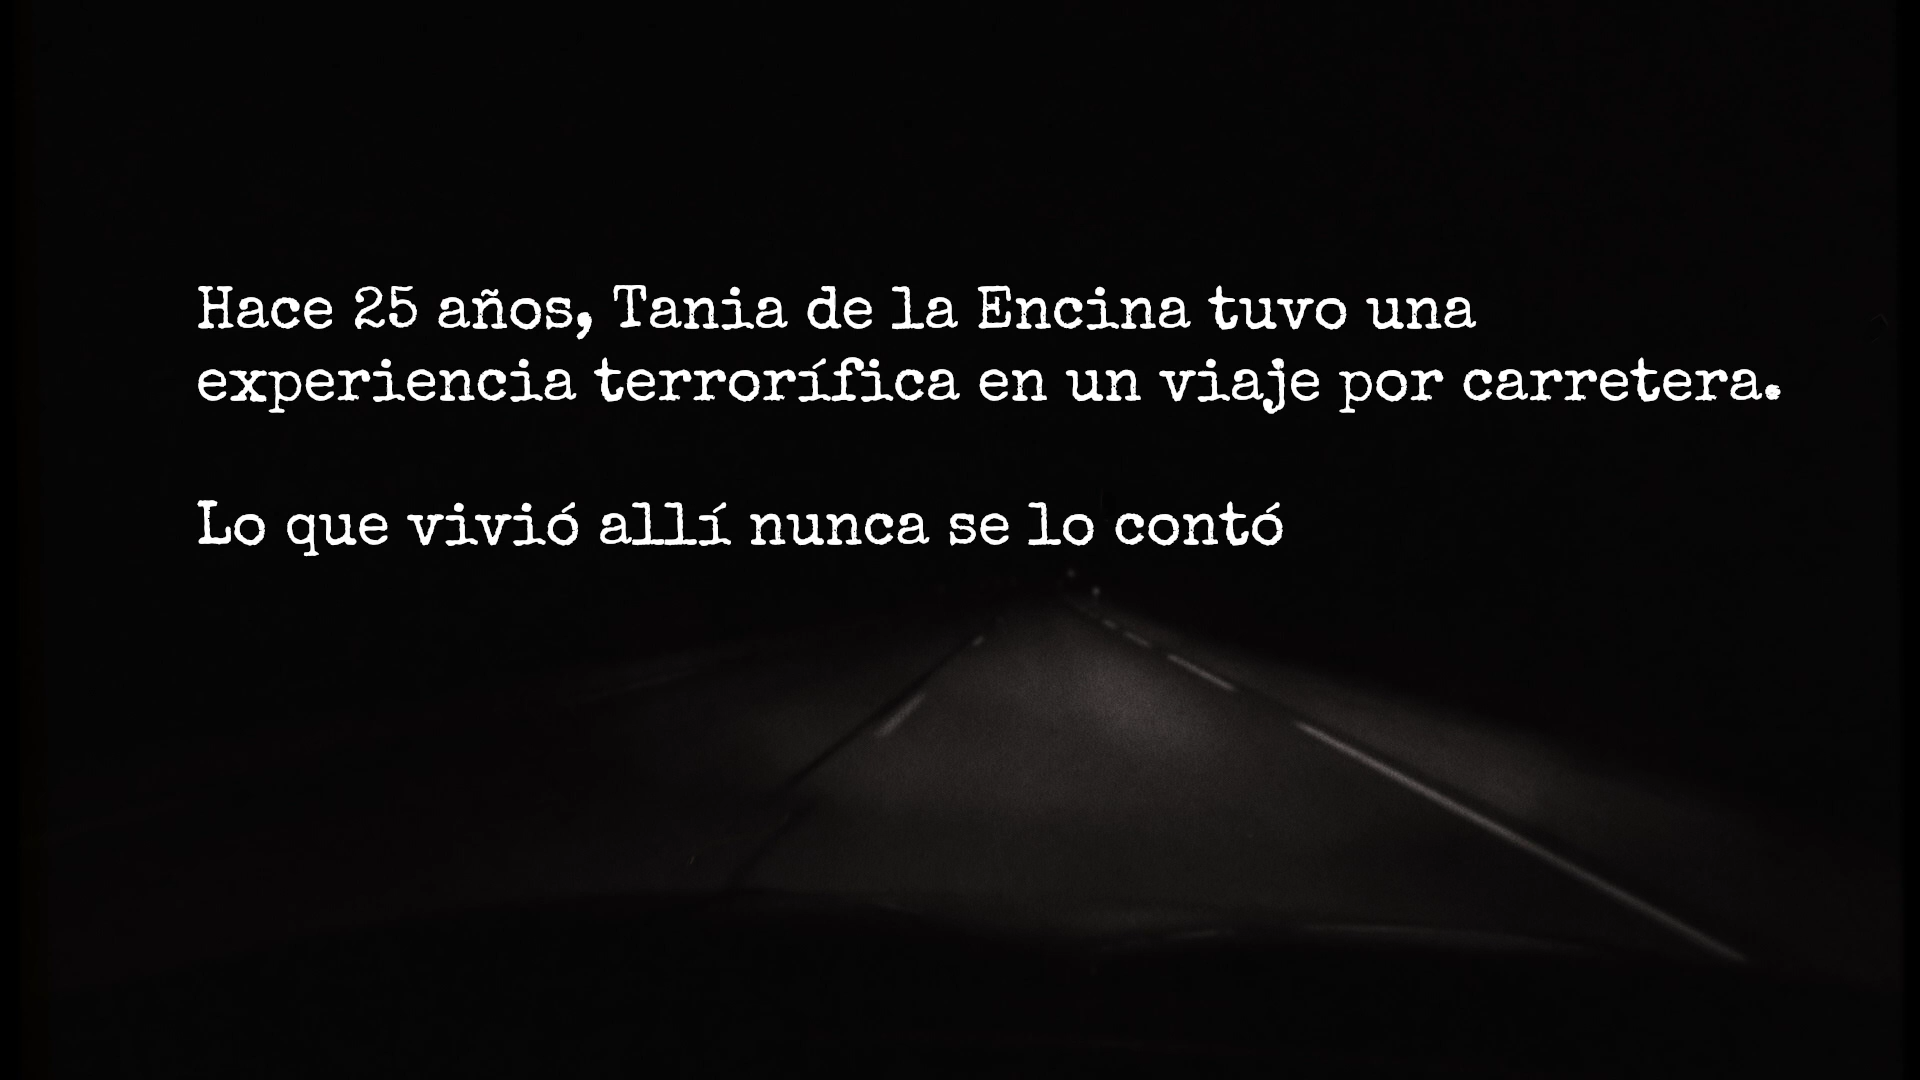 Hace 25 años, Tania de la Encina tuvo una
experiencia terrorífica en un viaje por carretera.
Lo que vivió allí nunca se lo contó